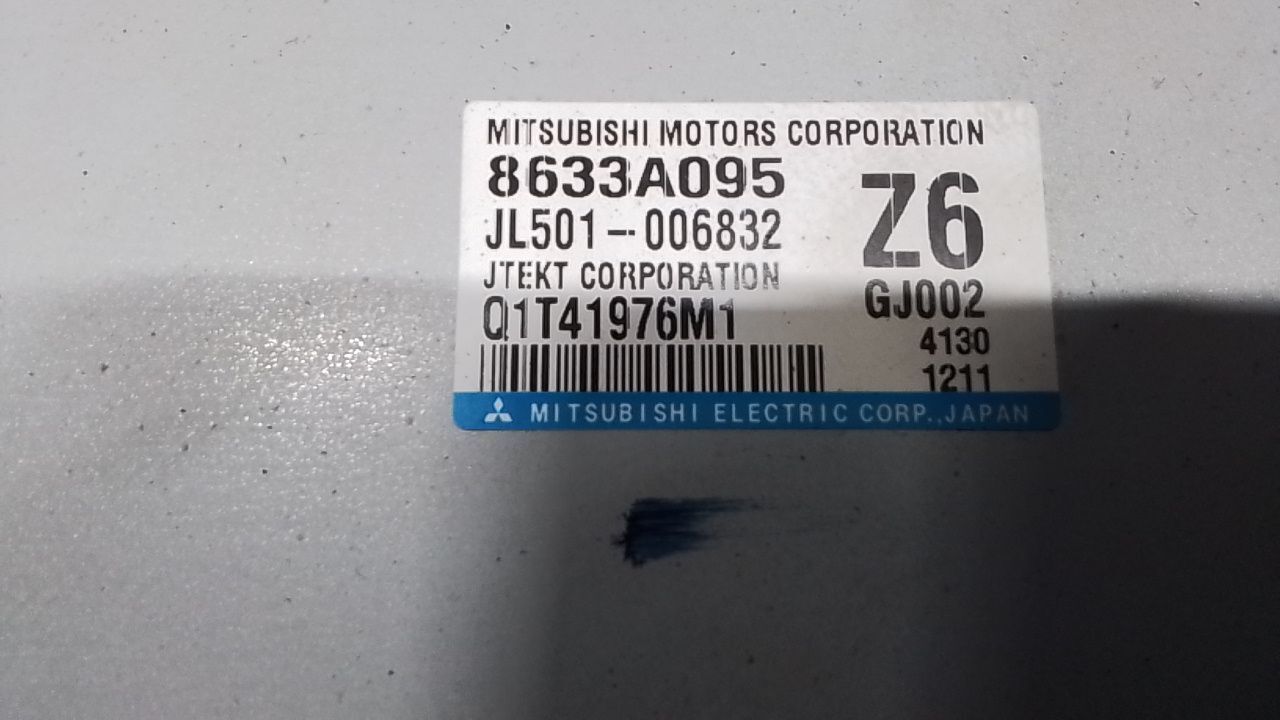 MITSUBISHI MOTORS CORPORATION
8633A095
Z6
JL501-006832
JTEKT CORPORATION
GJ002
Q1T41976M1
4130
1211
MITSUBISHI ELECTRIC CORP.,JAPAN